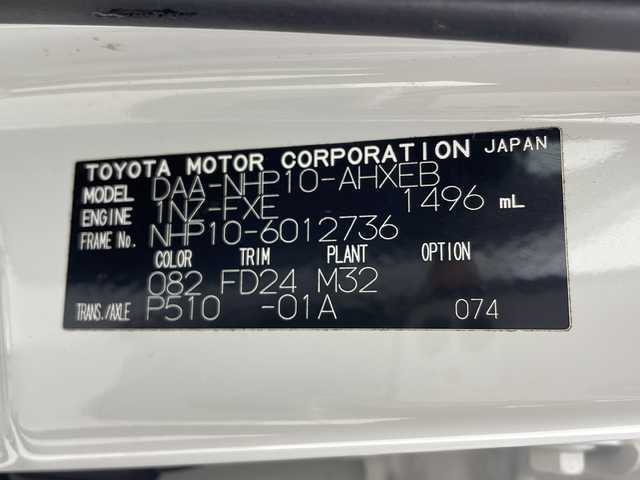 TOYOTA MOTOR CORPORATION JAPAN
MODEL DAA-NHP10-AHXEB
ENGINE 1NZ-FXE 1496 mL
FRAME No. NHP10-6012736
COLOR TRIM PLANT OPTION
082 FD24 M32
TRANS./AXLE P510 -01A 074